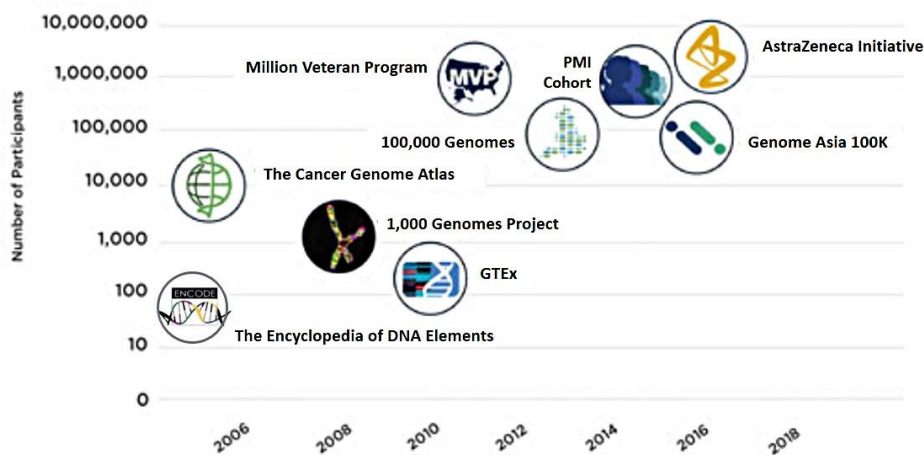 10,000,000
AstraZeneca Initiative
Million Veteran Program
MVP
PMI
Cohort
1,000,000
100,000
100,000 Genomes
Genome Asia 100K
The Cancer Genome Atlas
10,000
1,000 Genomes Project
1,000
GTEx
100
ENCODE
The Encyclopedia of DNA Elements
10
0
Number of Participants
2006
2008
2010
2012
2014
2016
2018